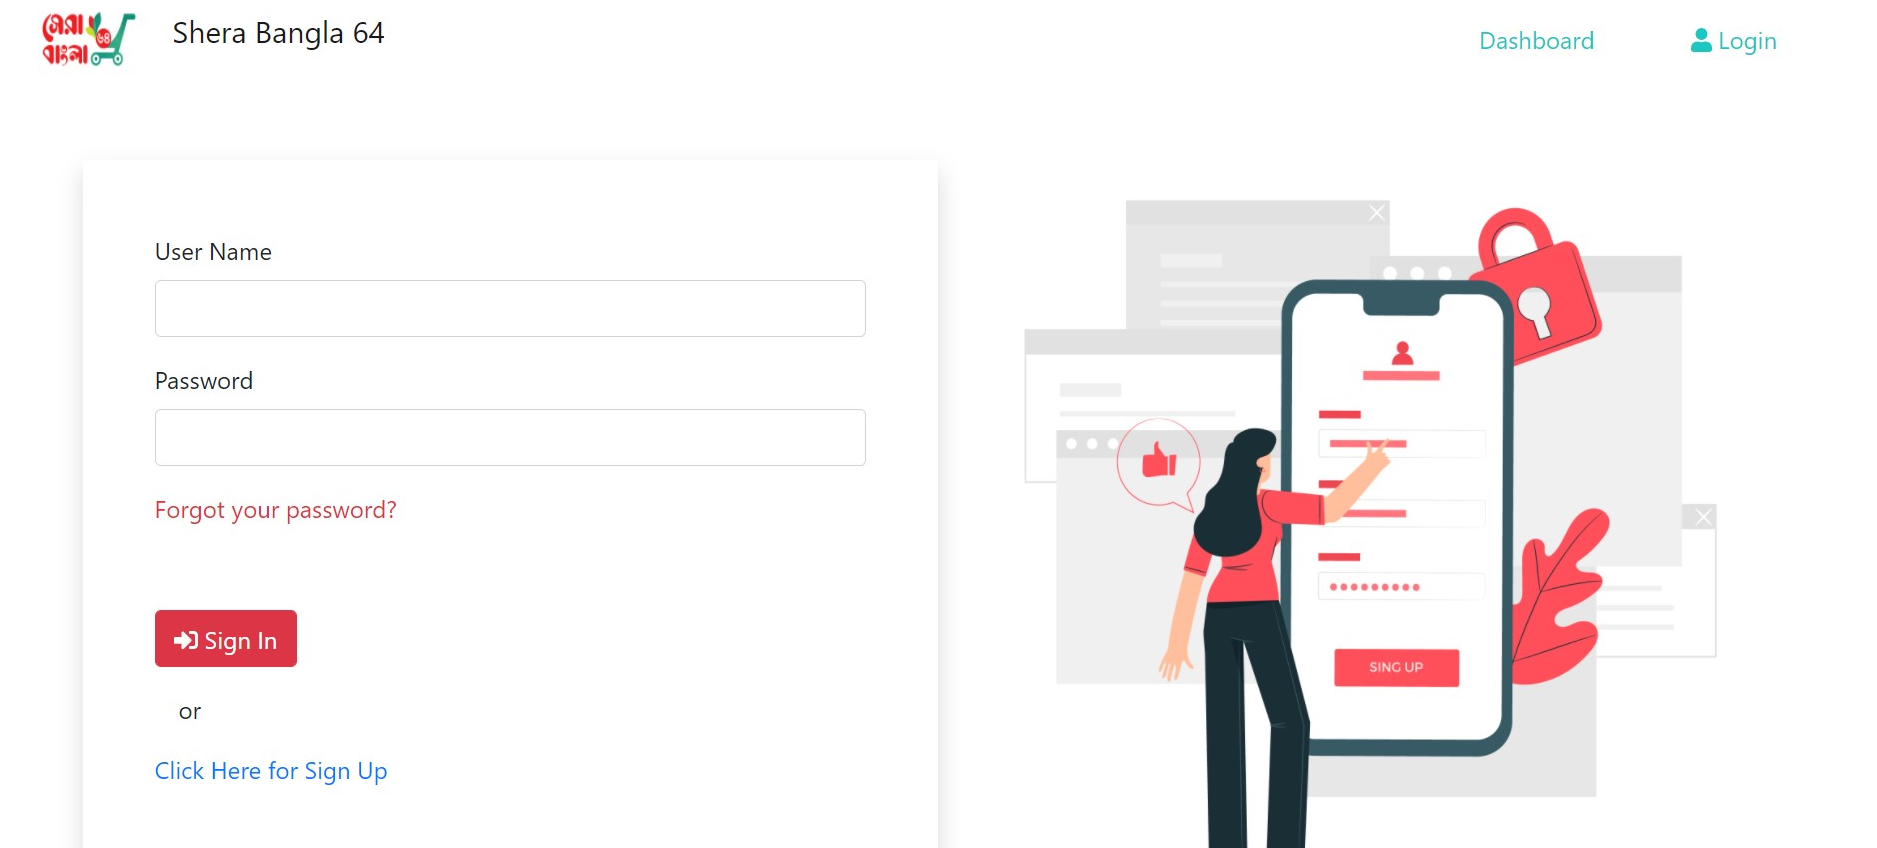 সেরা ৬৪
বাংলা
Shera Bangla 64
Dashboard
Login
User Name
Password
Forgot your password?
Sign In
or
Click Here for Sign Up
SING UP